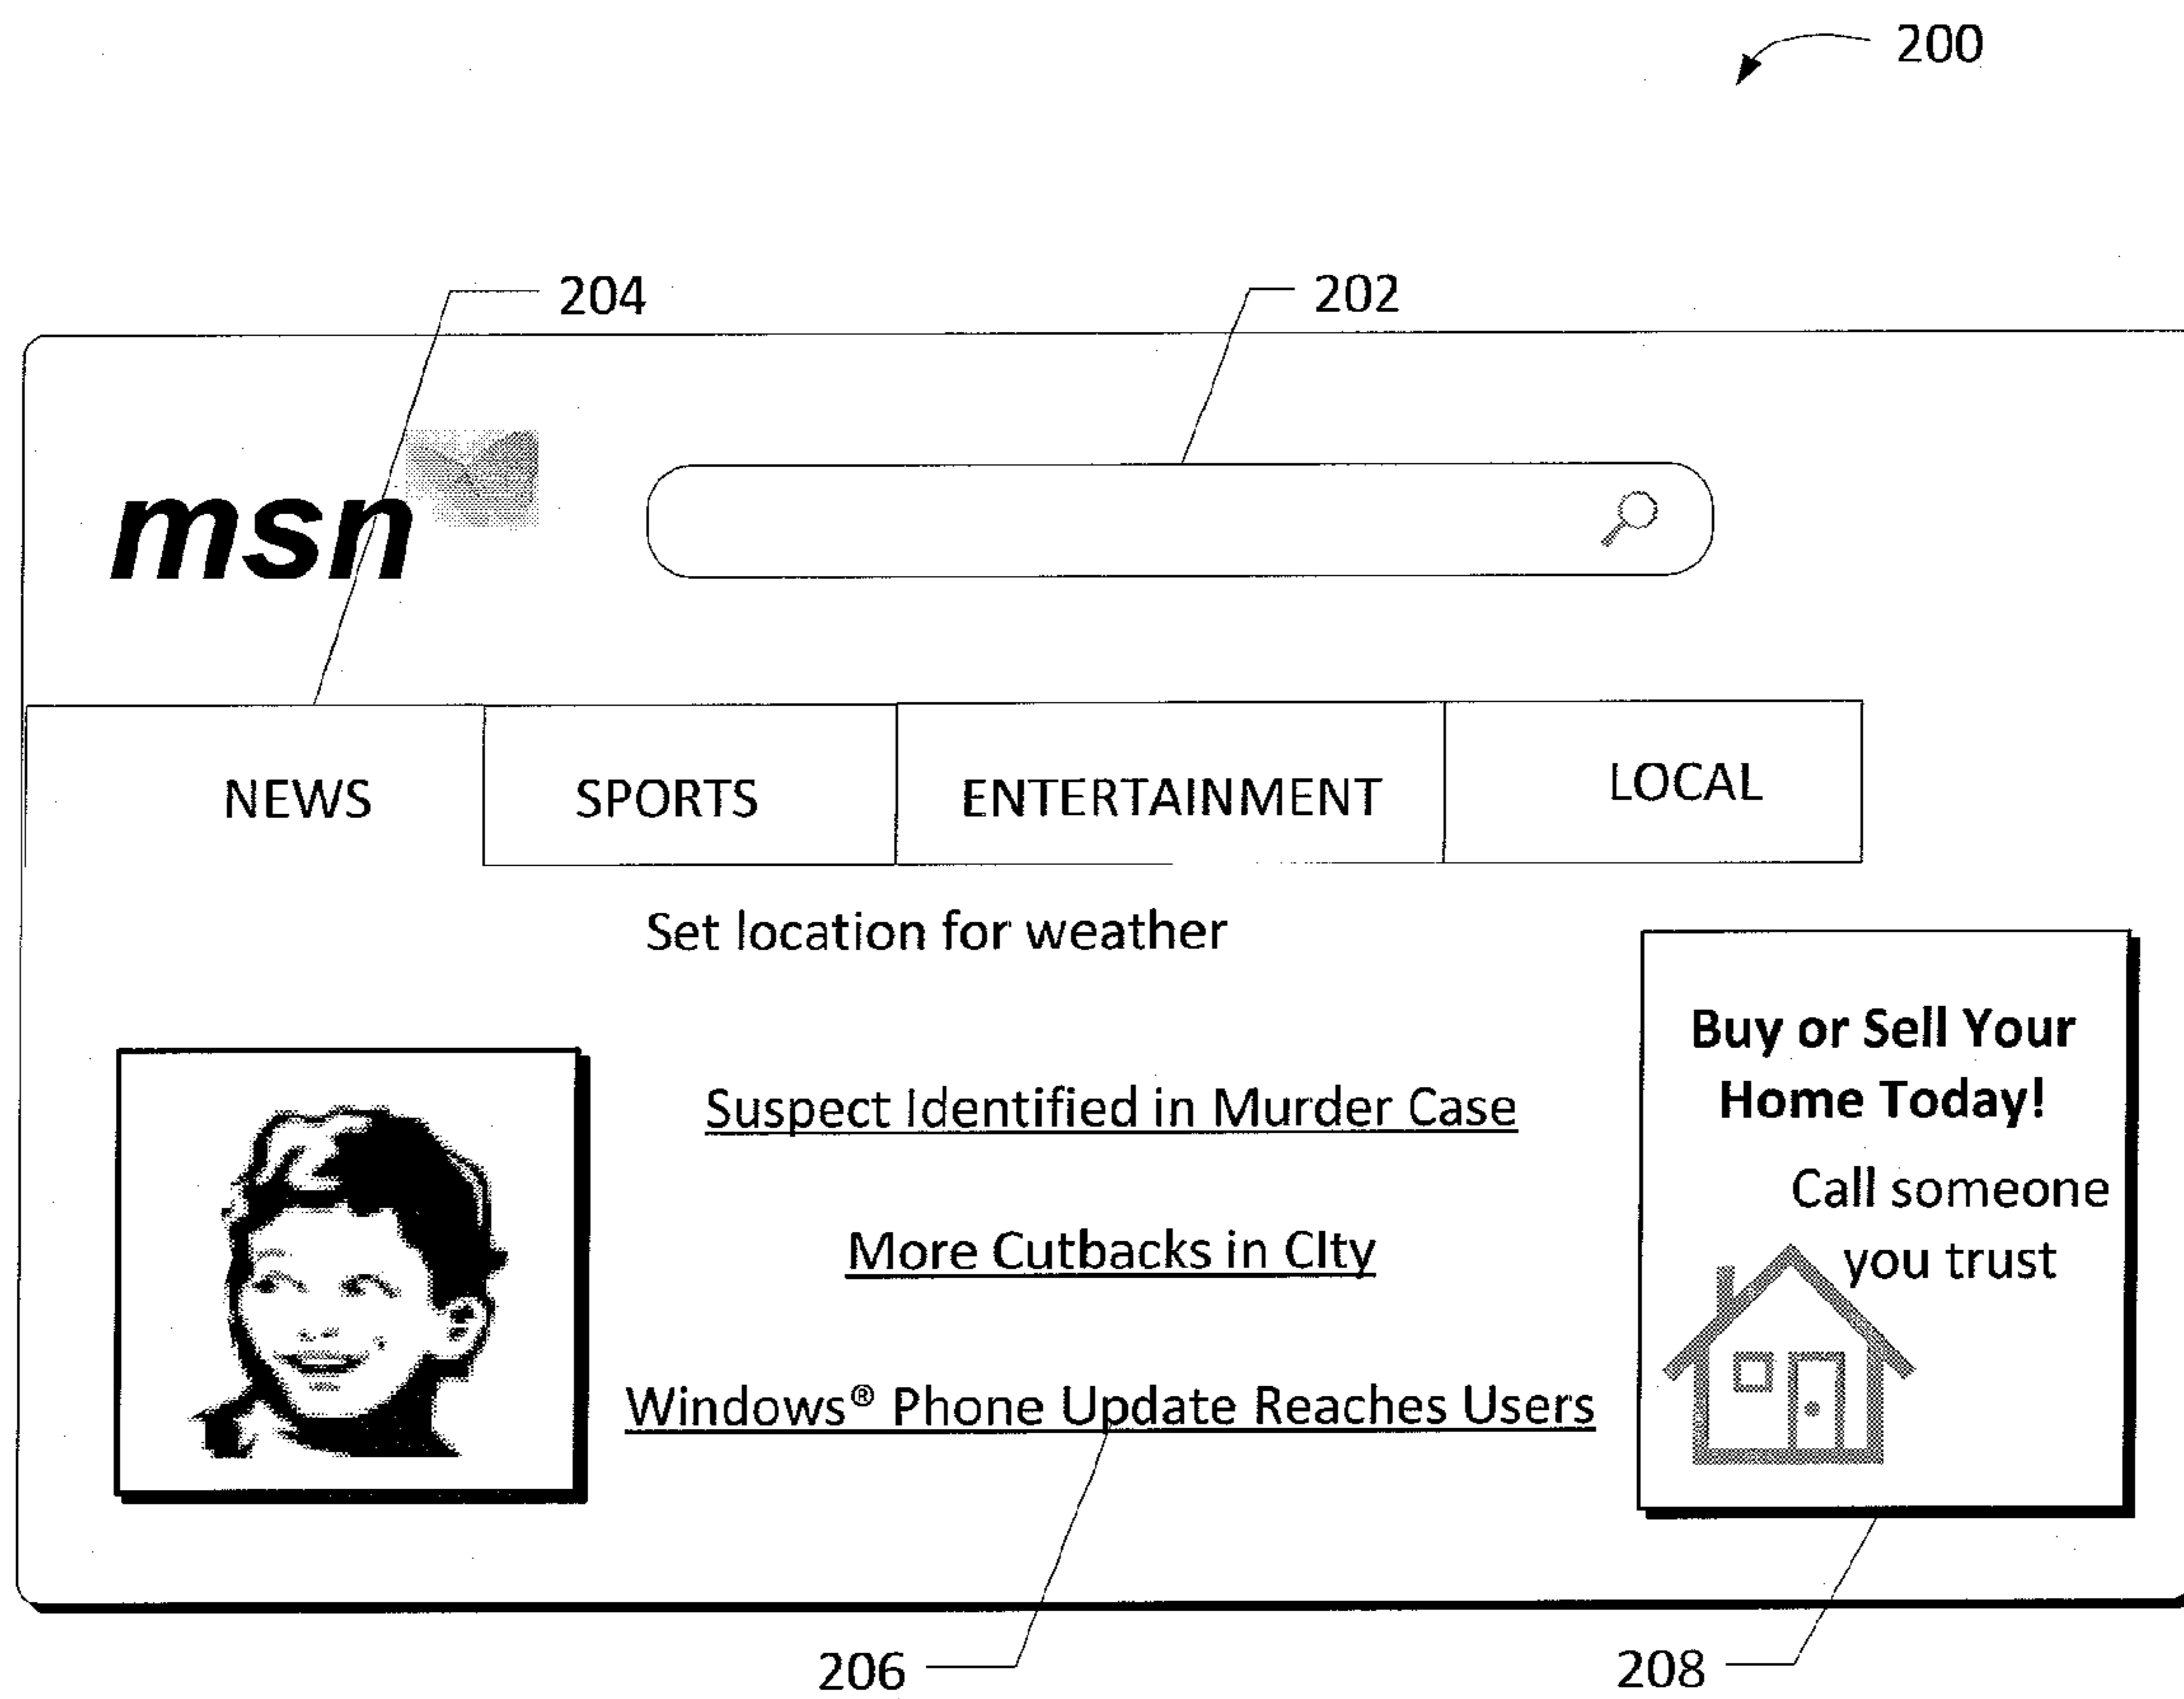 200
204
202
msn
NEWS SPORTS ENTERTAINMENT LOCAL
Set location for weather
Suspect Identified in Murder Case
More Cutbacks in CIty
Windows® Phone Update Reaches Users
Buy or Sell Your
Home Today!
Call someone
you trust
206
208